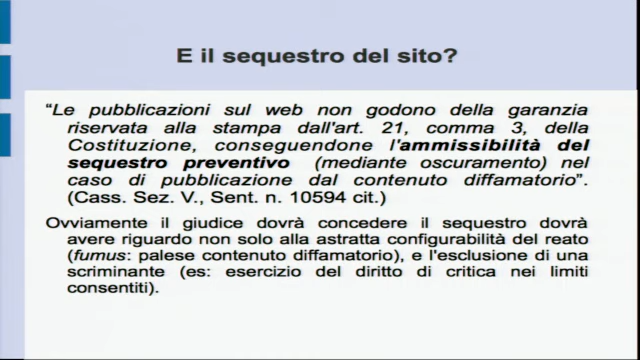 E il sequestro del sito?
“Le pubblicazioni sul web non godono della garanzia
riservata alla stampa dall'art. 21, comma 3, della
Costituzione, conseguendone l'ammissibilità del
sequestro preventivo (mediante oscuramento) nel
caso di pubblicazione dal contenuto diffamatorio”.
(Cass. Sez. V., Sent. n. 10594 cit.)
Ovviamente il giudice dovrà concedere il sequestro dovrà
avere riguardo non solo alla astratta configurabilità del reato
(fumus: palese contenuto diffamatorio), e l'esclusione di una
scriminante (es: esercizio del diritto di critica nei limiti
consentiti).